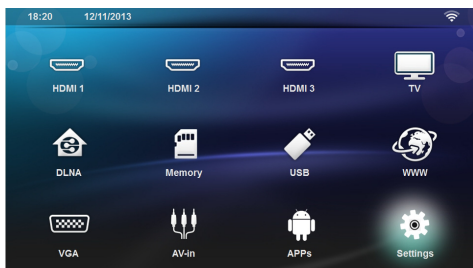 18:20 12/11/2013
HDMI 1 HDMI 2 HDMI 3 TV
DLNA Memory USB WWW
VGA AV-in APPs Settings